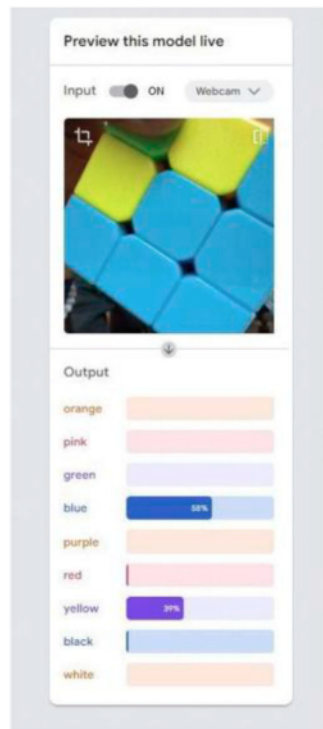 Preview this model live
Input ON Webcam
Output
orange
pink
green
blue 58%
purple
red
yellow 39%
black
white